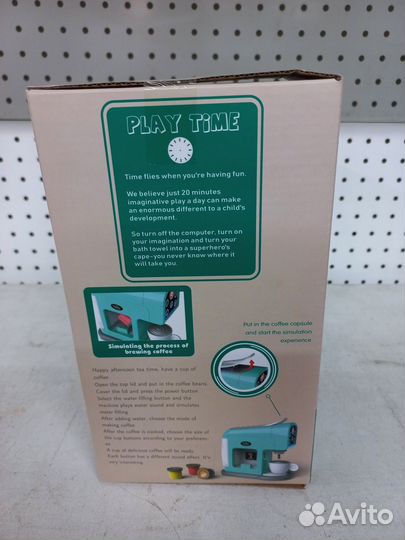 PLAY TIME
Time flies when you're having fun.
We believe just 20 minutes
imaginative play a day can make
an enormous different to a child's
development.
So turn off the computer, turn on
your imagination and turn your
bath towel into a superhero's
cape-you never know where it
will take you.
Put in the coffee capsule
and start the simulation
experience
Simulating the process of
brewing coffee
Happy afternoon tea time, have a cup of
coffee!
Open the top lid and put in the coffee beans
Cover the lid and press the power button
Select the water-filling button and the
machine plays water sound and simulates
water filling
After adding water, choose the mode of
making coffee
After the coffee is cooked, choose the size of
the cup buttons according to your preferenc-
es
A cup of delicious coffee will be ready
Each button has a different sound effect. It's
very interesting.
Avito